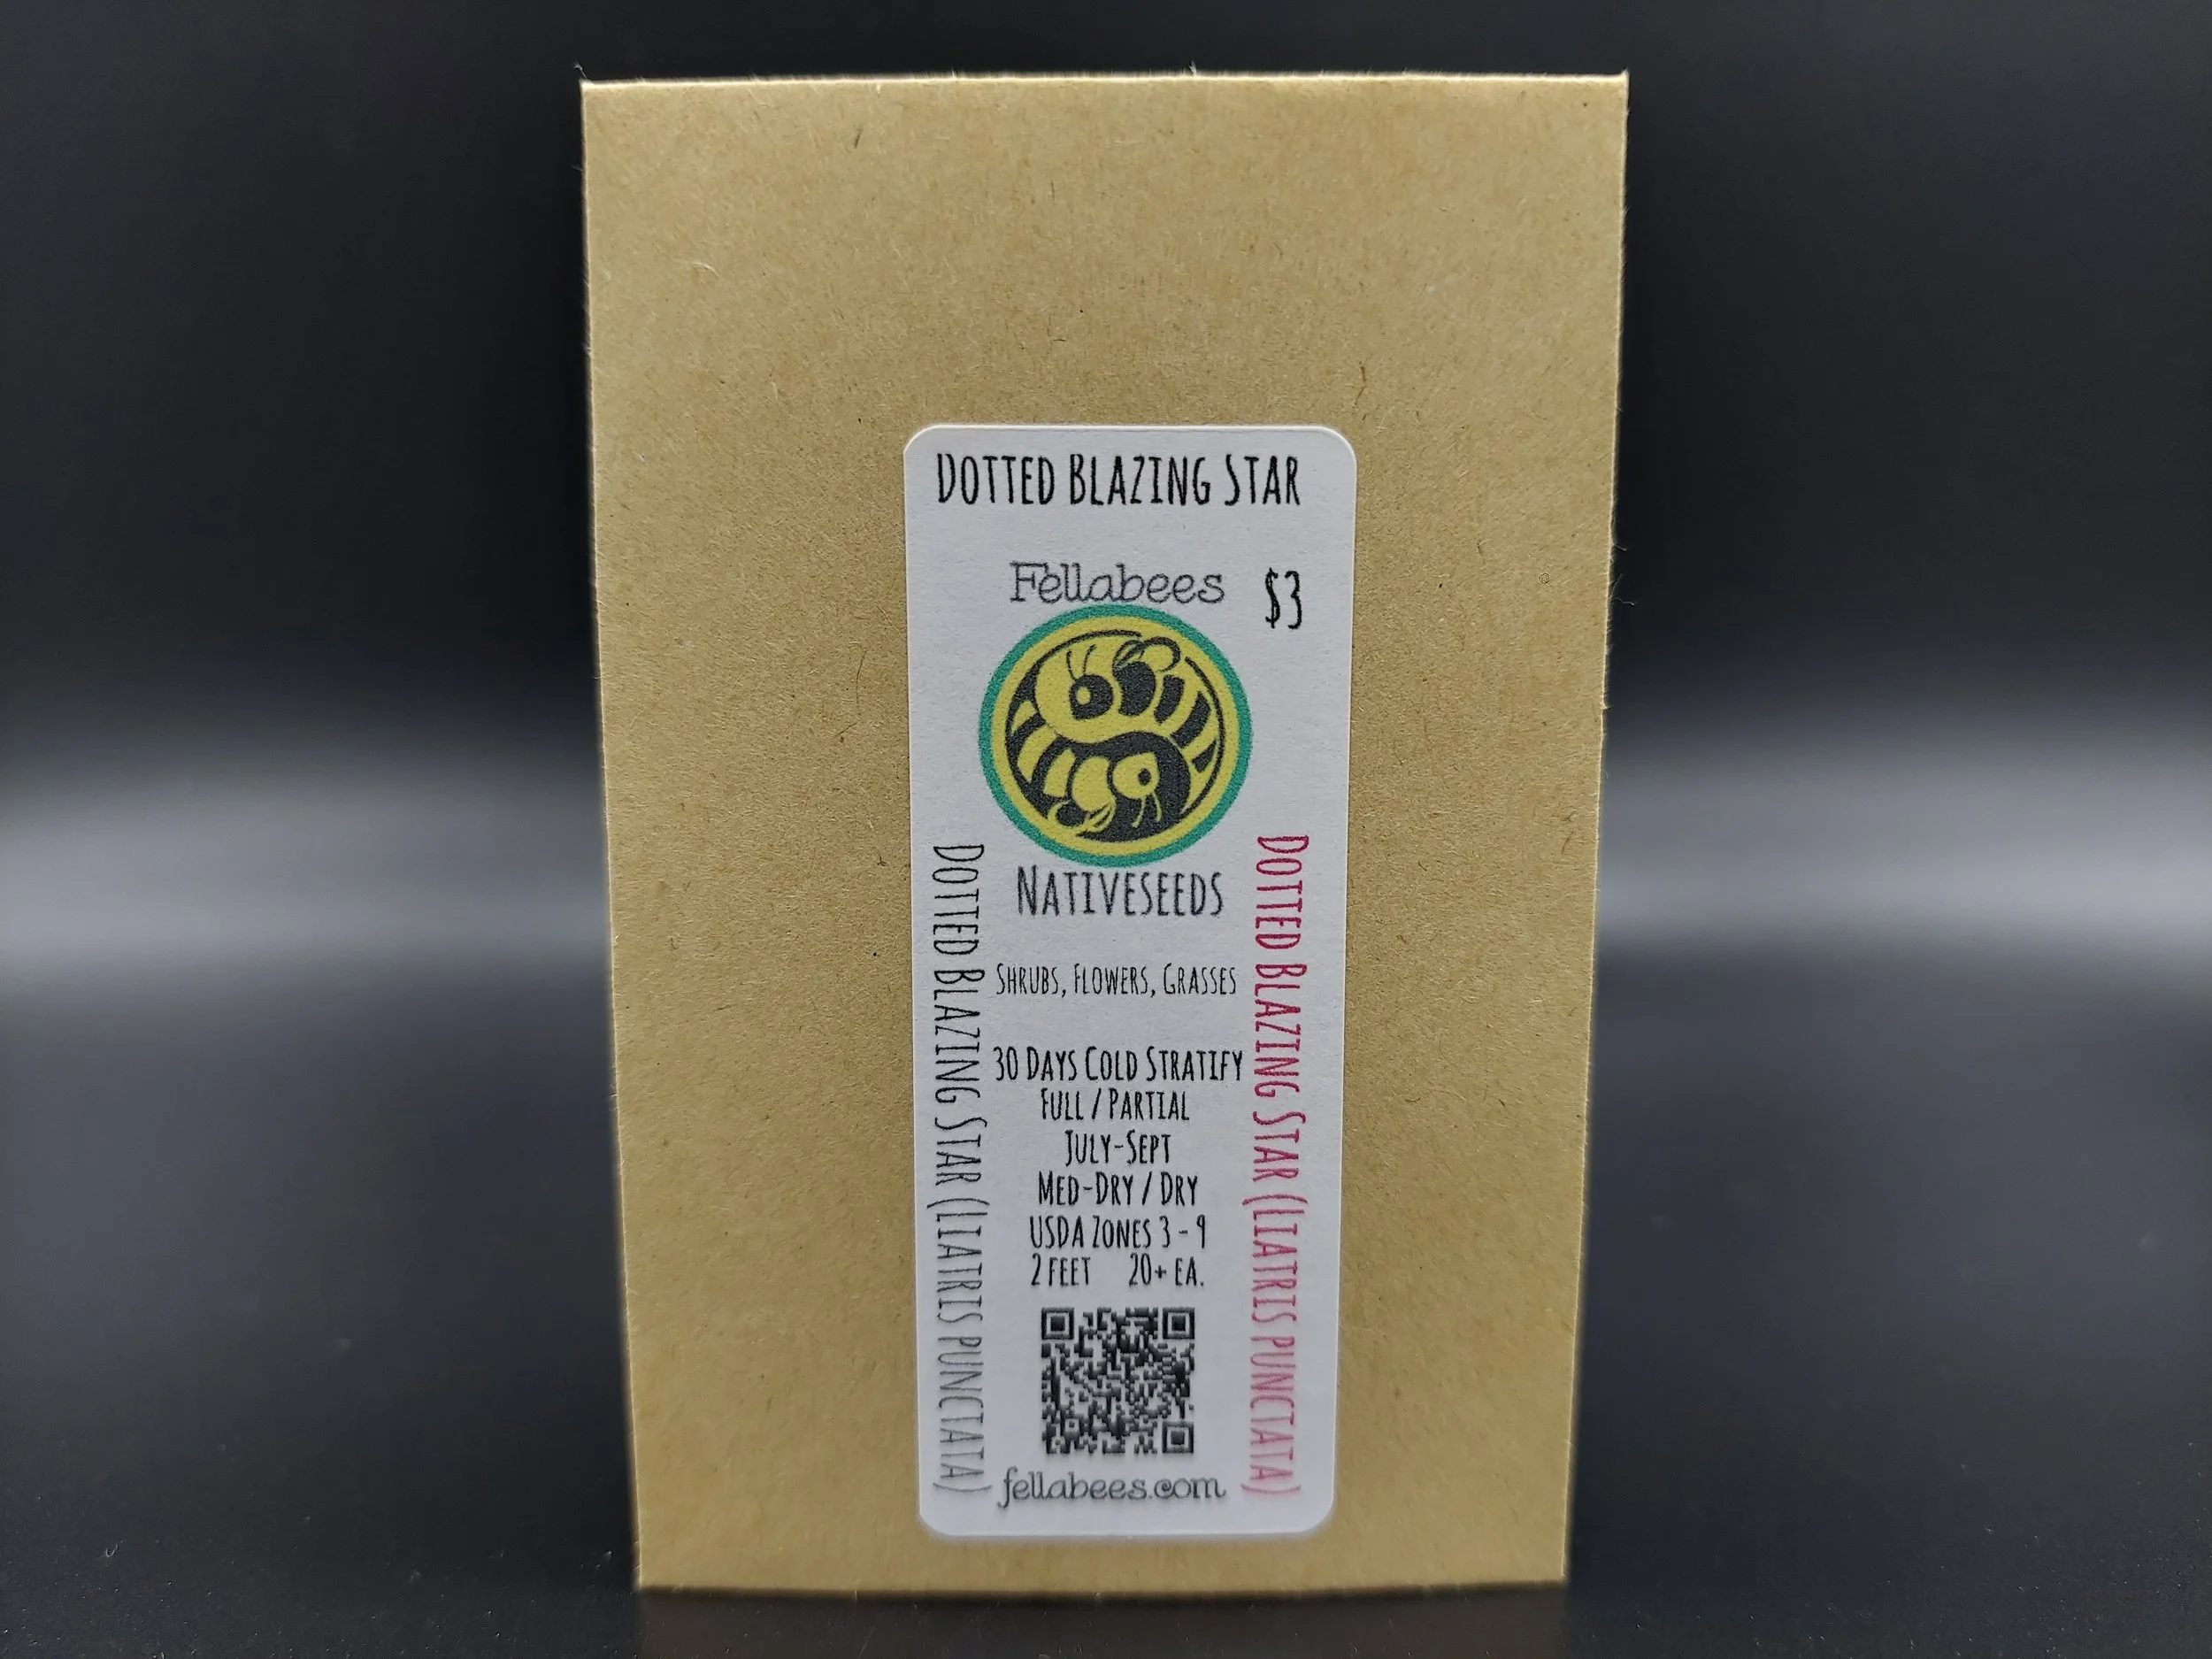 Dotted Blazing Star
Fellabees
$3
Nativeseeds
Shrubs, Flowers, Grasses
30 Days Cold Stratify
Full / Partial
July-Sept
Med-Dry / Dry
USDA Zones 3 - 9
2 feet 20+ ea.
fellabees.com
Dotted Blazing Star (Liatris punctata)
Dotted Blazing Star (Liatris punctata)